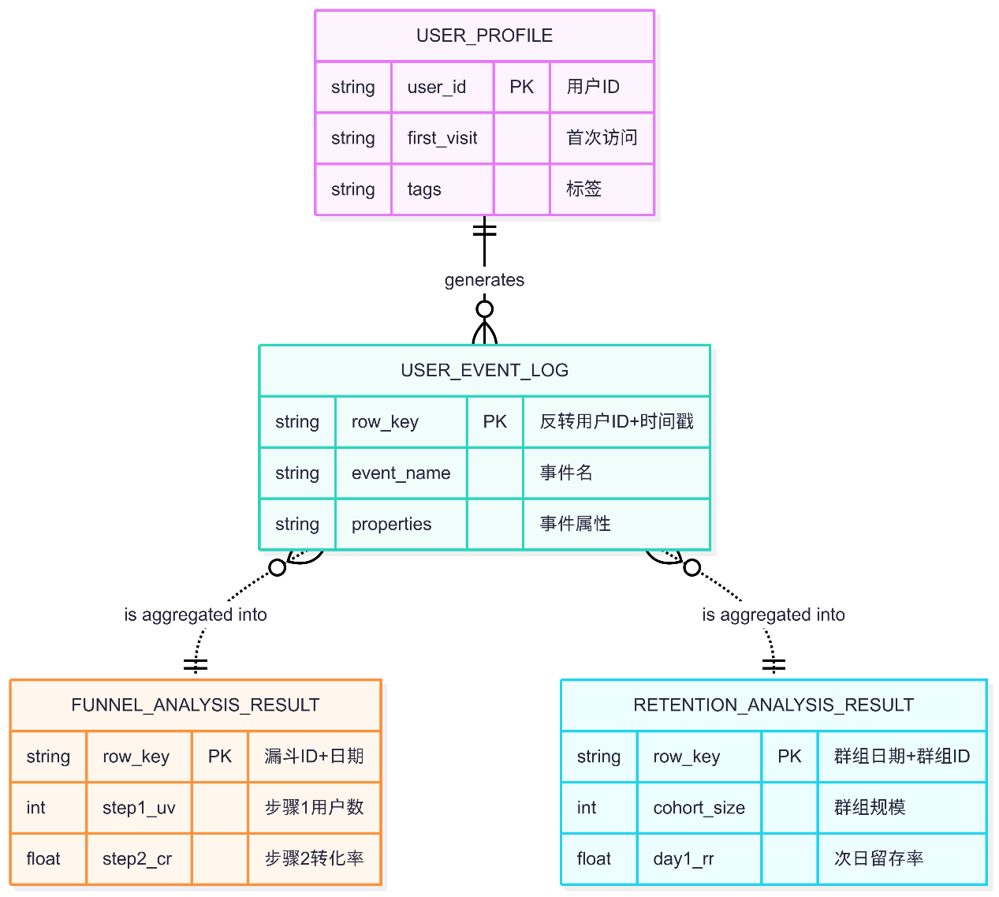 USER_PROFILE
string user_id PK 用户ID
string first_visit 首次访问
string tags 标签
generates
USER_EVENT_LOG
string row_key PK 反转用户ID+时间戳
string event_name 事件名
string properties 事件属性
is aggregated into
is aggregated into
FUNNEL_ANALYSIS_RESULT
string row_key PK 漏斗ID+日期
int step1_uv 步骤1用户数
float step2_cr 步骤2转化率
RETENTION_ANALYSIS_RESULT
string row_key PK 群组日期+群组ID
int cohort_size 群组规模
float day1_rr 次日留存率